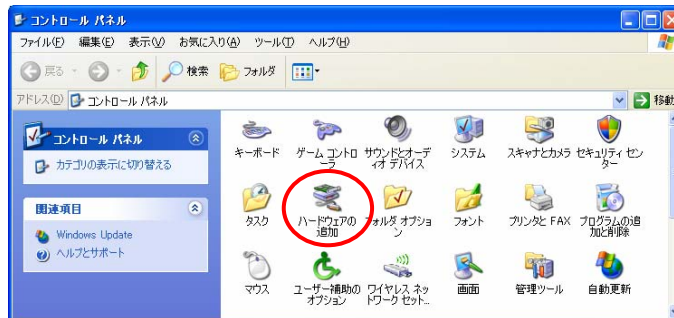 コントロール パネル
ファイル(F) 編集(E) 表示(V) お気に入り(A) ツール(T) ヘルプ(H)
戻る 検索 フォルダ
アドレス(D) コントロール パネル 移動
コントロール パネル
カテゴリの表示に切り替える
関連項目
Windows Update
ヘルプとサポート
キーボード
ゲーム コントロ
ーラ
サウンドとオーデ
ィオ デバイス
システム
スキャナとカメラ
セキュリティ セン
ター
タスク
ハードウェアの
追加
フォルダ オプショ
ン
フォント
プリンタと FAX
プログラムの追
加と削除
マウス
ユーザー補助の
オプション
ワイヤレス ネッ
トワーク セット...
画面
管理ツール
自動更新